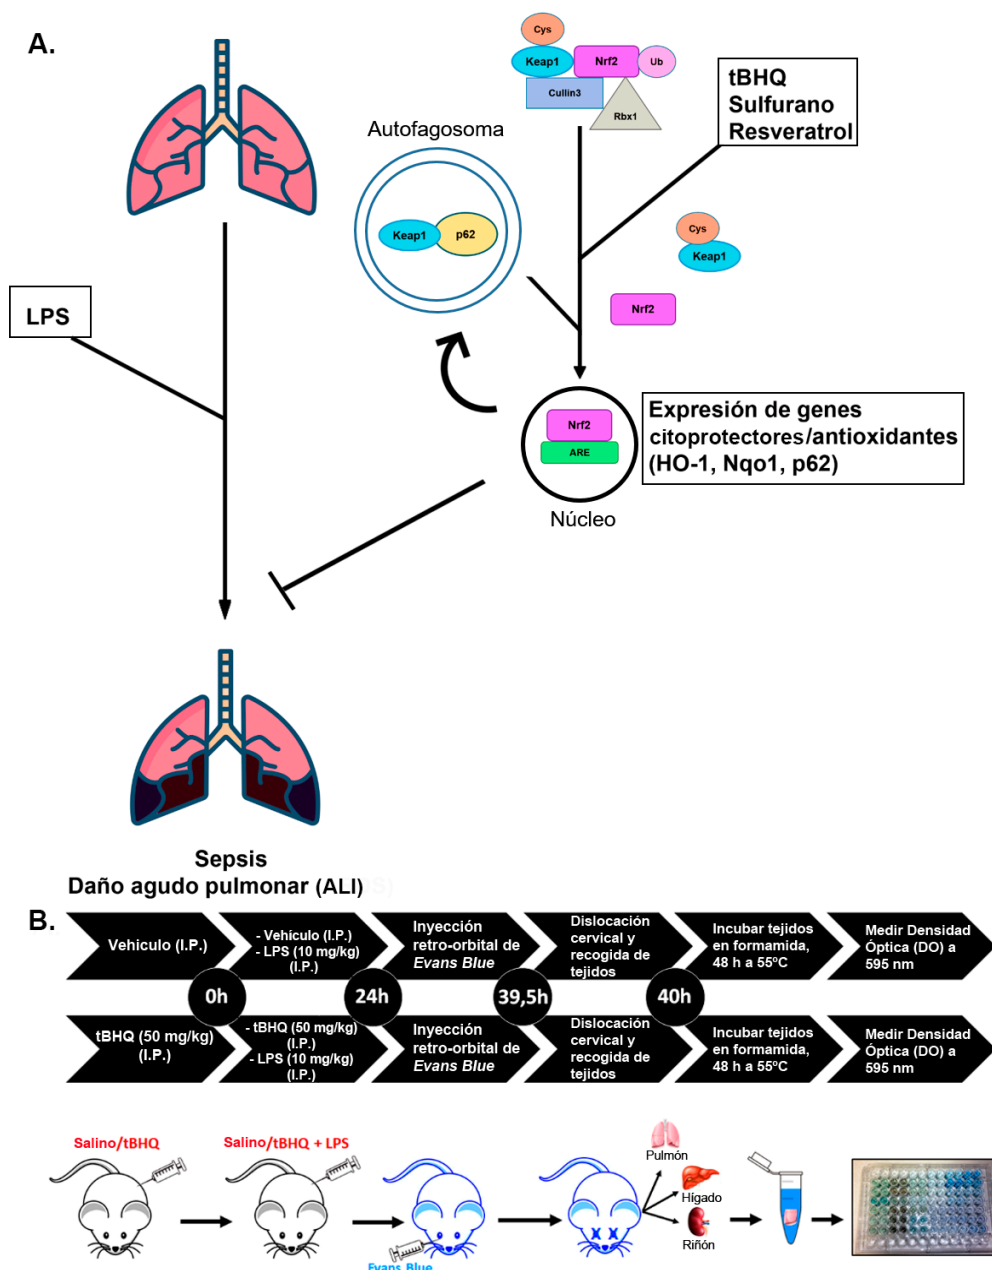 A.
Cys
Keap1
Nrf2
Ub
Cullin3
Rbx1
tBHQ
Sulfurano
Resveratrol
Autofagosoma
Keap1
p62
Cys
Keap1
Nrf2
LPS
Nrf2
ARE
Núcleo
Expresión de genes
citoprotectores/antioxidantes
(HO-1, Nqo1, p62)
Sepsis
Daño agudo pulmonar (ALI)
B.
Vehiculo (I.P.)
- Vehículo (I.P.)
- LPS (10 mg/kg)
(I.P.)
Inyección
retro-orbital de
Evans Blue
Dislocación
cervical y
recogida de
tejidos
Incubar tejidos
en formamida,
48 h a 55ºC
Medir Densidad
Óptica (DO) a
595 nm
0h
24h
39,5h
40h
tBHQ (50 mg/kg)
(I.P.)
- tBHQ (50 mg/kg)
(I.P.)
- LPS (10 mg/kg)
(I.P.)
Inyección
retro-orbital de
Evans Blue
Dislocación
cervical y
recogida de
tejidos
Incubar tejidos
en formamida,
48 h a 55ºC
Medir Densidad
Óptica (DO) a
595 nm
Salino/tBHQ
Salino/tBHQ + LPS
Evans Blue
Pulmón
Hígado
Riñón